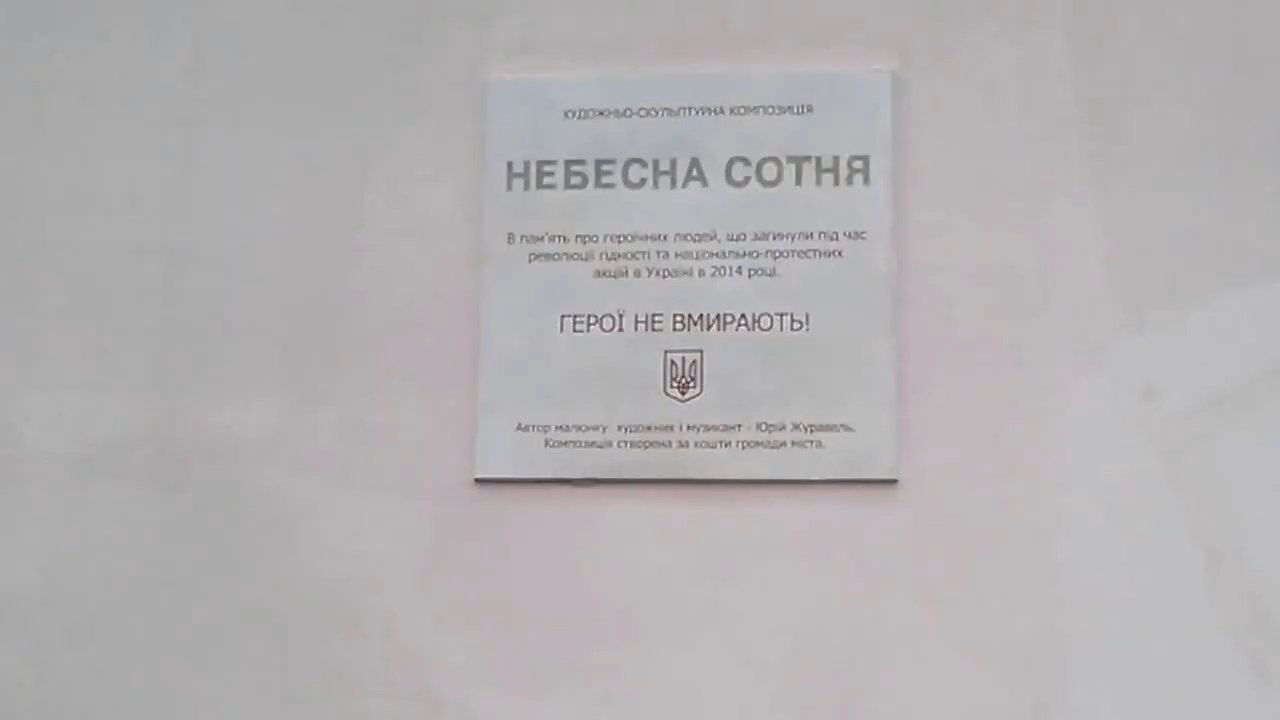 ХУДОЖНЬО-СКУЛЬПТУРНА КОМПОЗИЦІЯ
НЕБЕСНА СОТНЯ
В пам'ять про героїчних людей, що загинули під час
революції гідності та національно-протестних
акцій в Україні в 2014 році.
ГЕРОЇ НЕ ВМИРАЮТЬ!
Автор малюнку художник і музикант - Юрій Журавель.
Композиція створена за кошти громади міста.